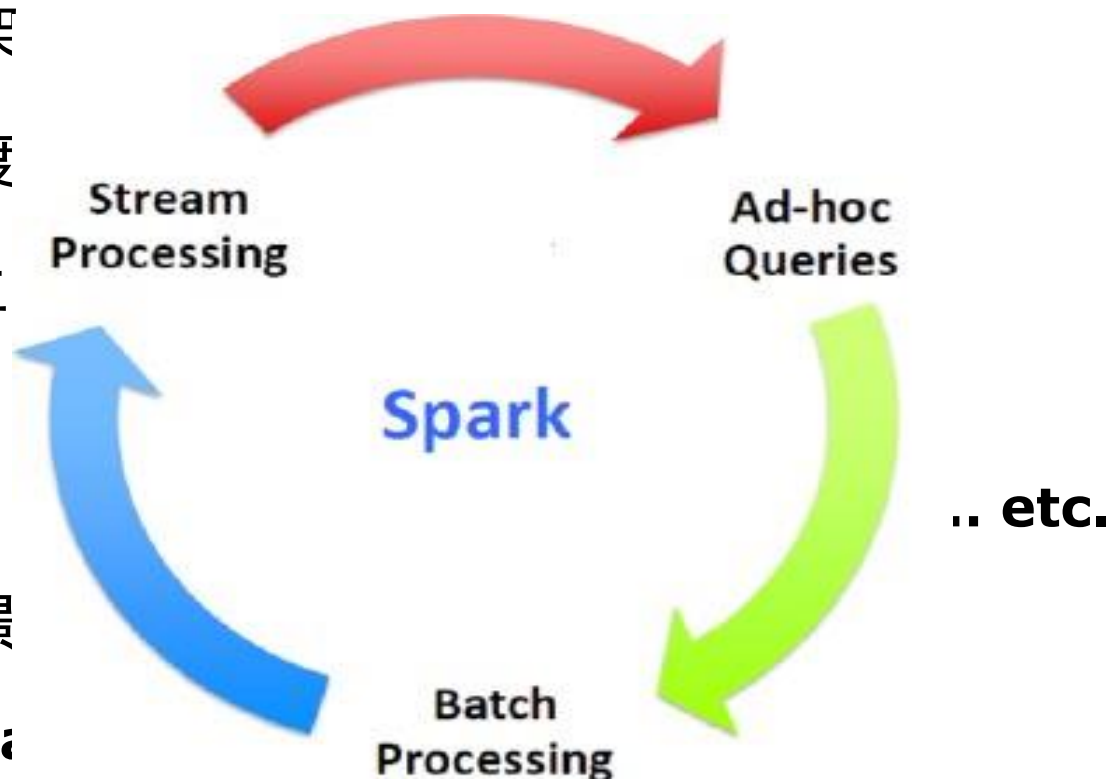 Stream
Processing
Ad-hoc
Queries
Spark
.. etc.
Batch
Processing